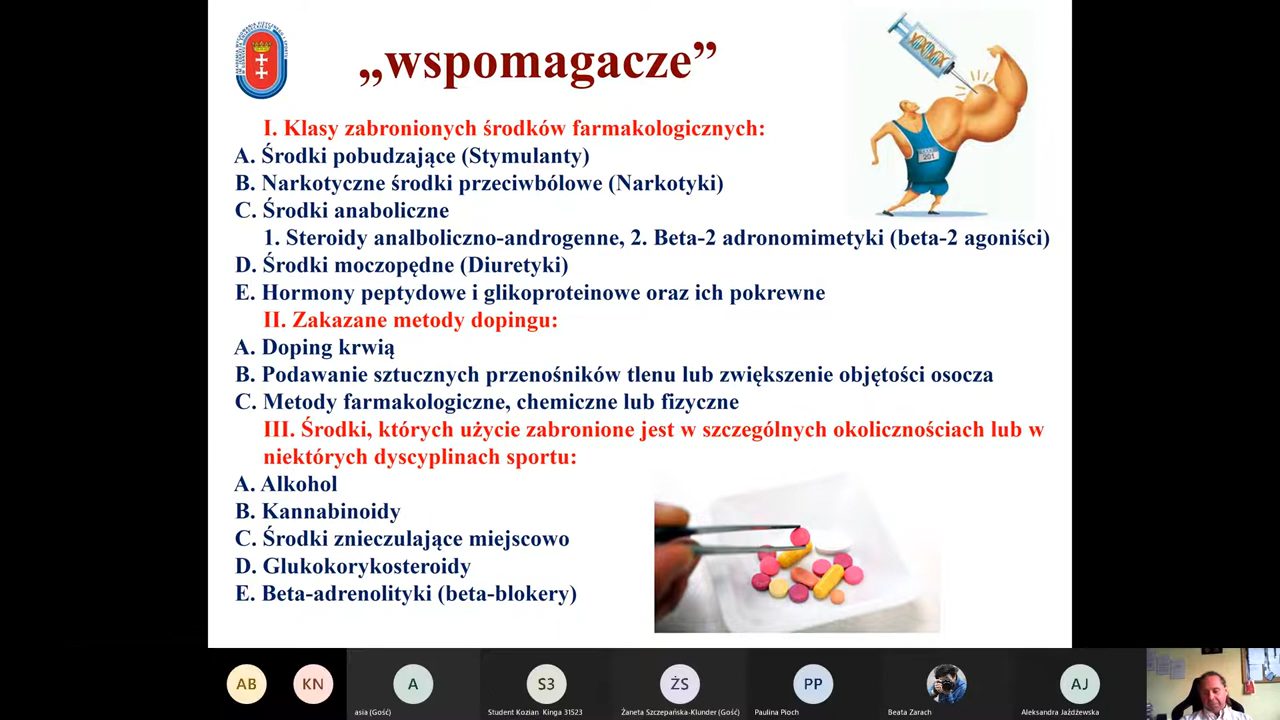 „wspomagacze”
I. Klasy zabronionych środków farmakologicznych:
A. Środki pobudzające (Stymulanty)
B. Narkotyczne środki przeciwbólowe (Narkotyki)
C. Środki anaboliczne
1. Steroidy analboliczno-androgenne, 2. Beta-2 adronomimetyki (beta-2 agoniści)
D. Środki moczopędne (Diuretyki)
E. Hormony peptydowe i glikoproteinowe oraz ich pokrewne
II. Zakazane metody dopingu:
A. Doping krwią
B. Podawanie sztucznych przenośników tlenu lub zwiększenie objętości osocza
C. Metody farmakologiczne, chemiczne lub fizyczne
III. Środki, których użycie zabronione jest w szczególnych okolicznościach lub w
niektórych dyscyplinach sportu:
A. Alkohol
B. Kannabinoidy
C. Środki znieczulające miejscowo
D. Glukokorykosteroidy
E. Beta-adrenolityki (beta-blokery)
201
AB
KN
A
S3
ŻS
PP
AJ
asia (Gość)
Student Kozian Kinga 31523
Żaneta Szczepańska-Klunder (Gość)
Paulina Pioch
Beata Zarach
Aleksandra Jażdżewska